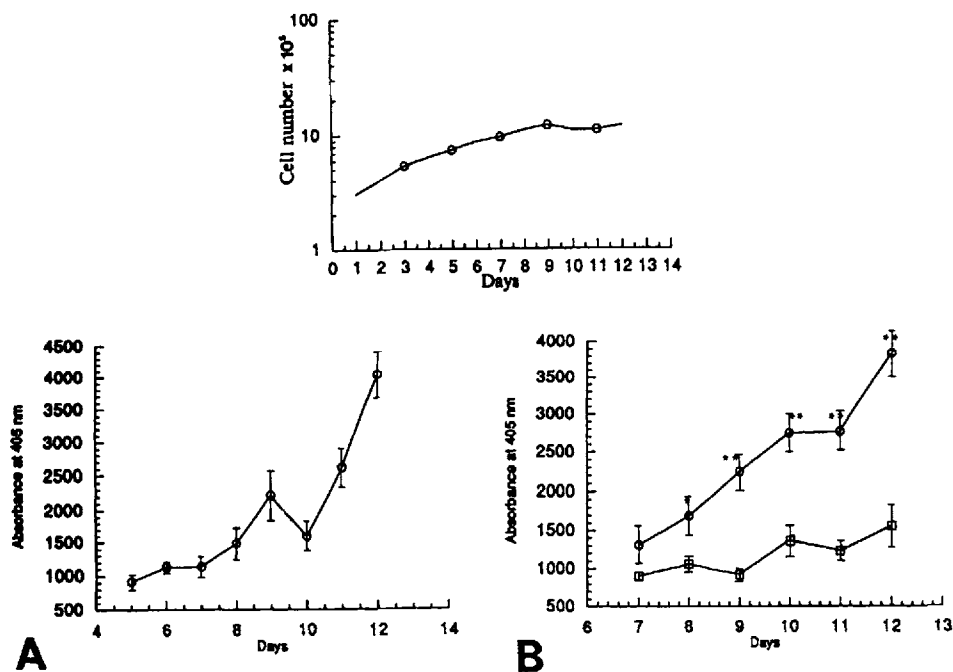 100
10
1
Cell number x 10⁵
0 1 2 3 4 5 6 7 8 9 10 11 12 13 14
Days
4500
4000
3500
3000
2500
2000
1500
1000
500
Absorbance at 405 nm
4 6 8 10 12 14
Days
A
4000
3500
3000
2500
2000
1500
1000
500
Absorbance at 405 nm
* ** ** ** **
6 7 8 9 10 11 12 13
Days
B